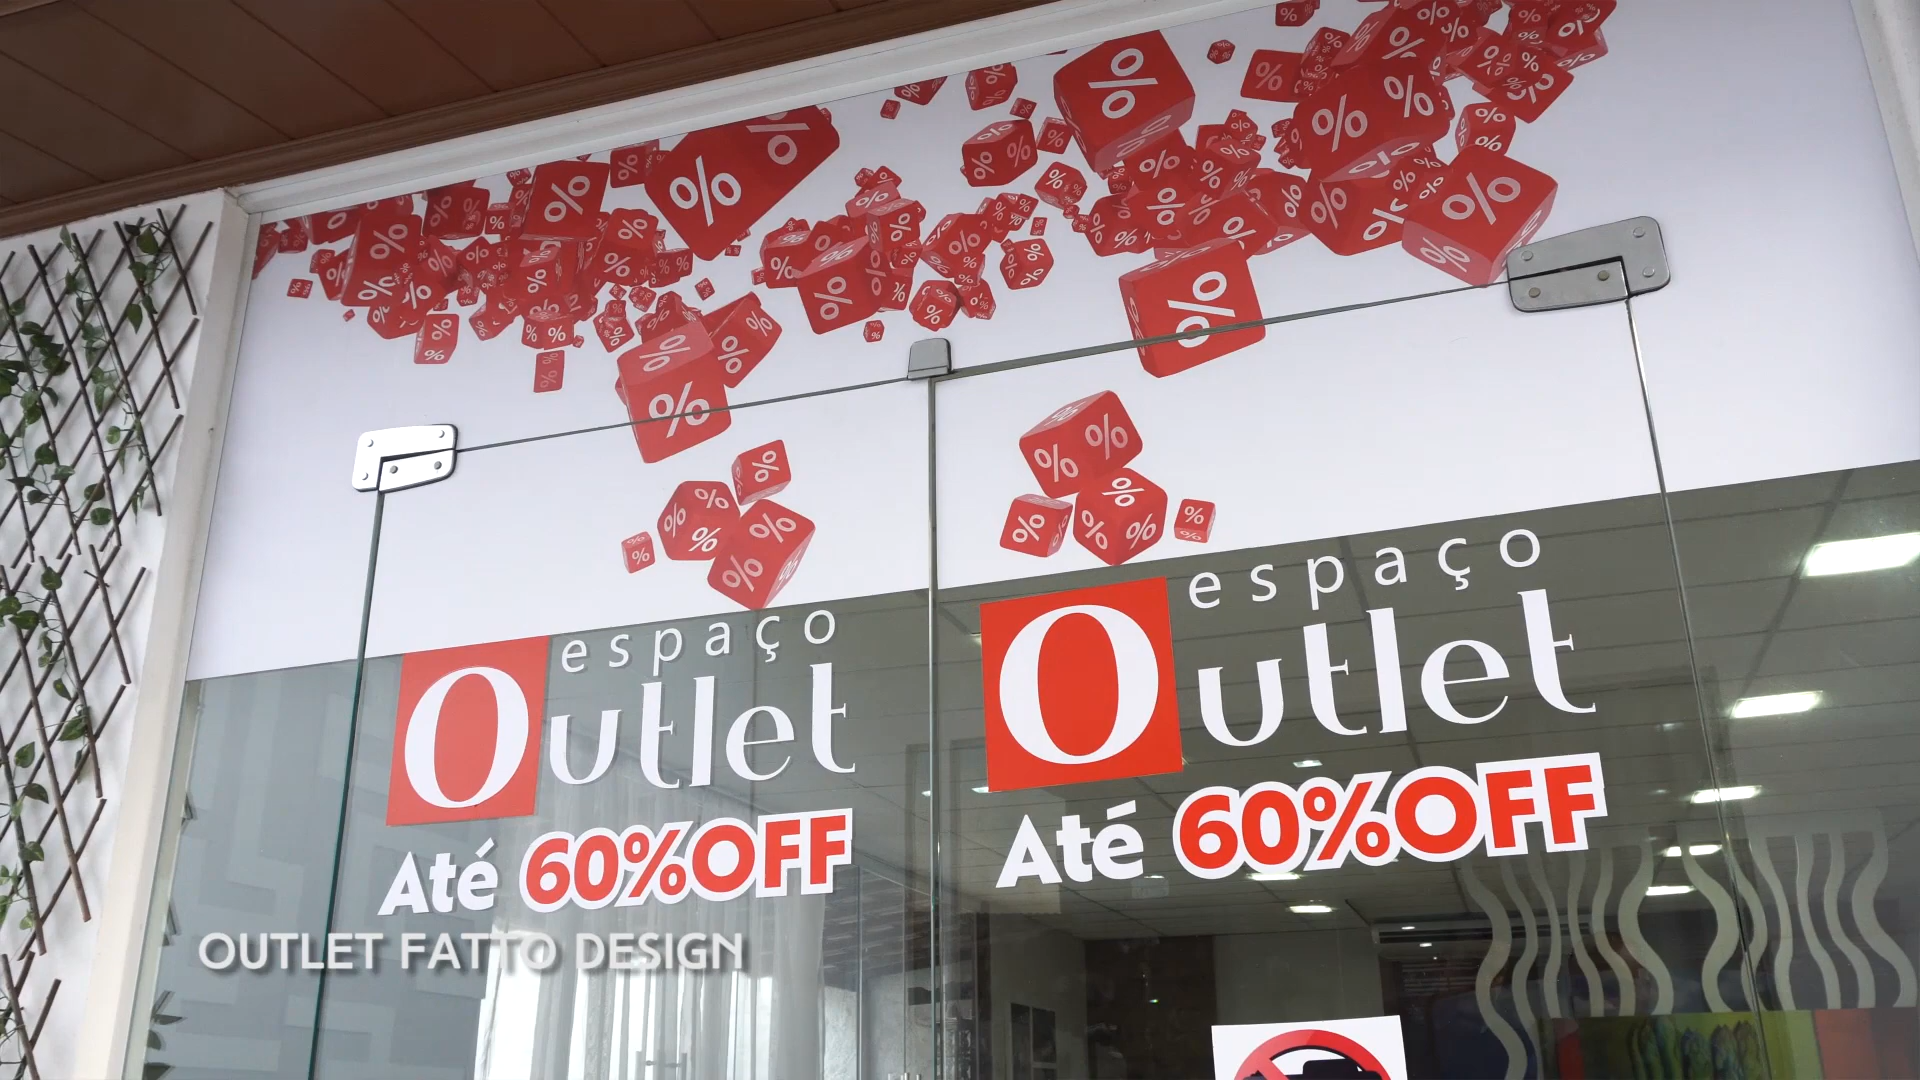 espaço
Outlet
Até 60%OFF
espaço
Outlet
Até 60%OFF
OUTLET FATTO DESIGN